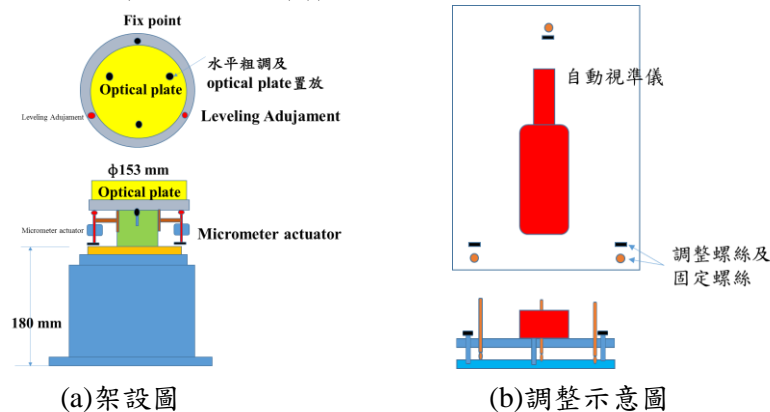 Fix point
水平粗調及
optical plate置放
Optical plate
Leveling Adujament
Leveling Adujament
ϕ153 mm
Optical plate
Micrometer actuator
Micrometer actuator
180 mm
(a)架設圖
自動視準儀
調整螺絲及
固定螺絲
(b)調整示意圖